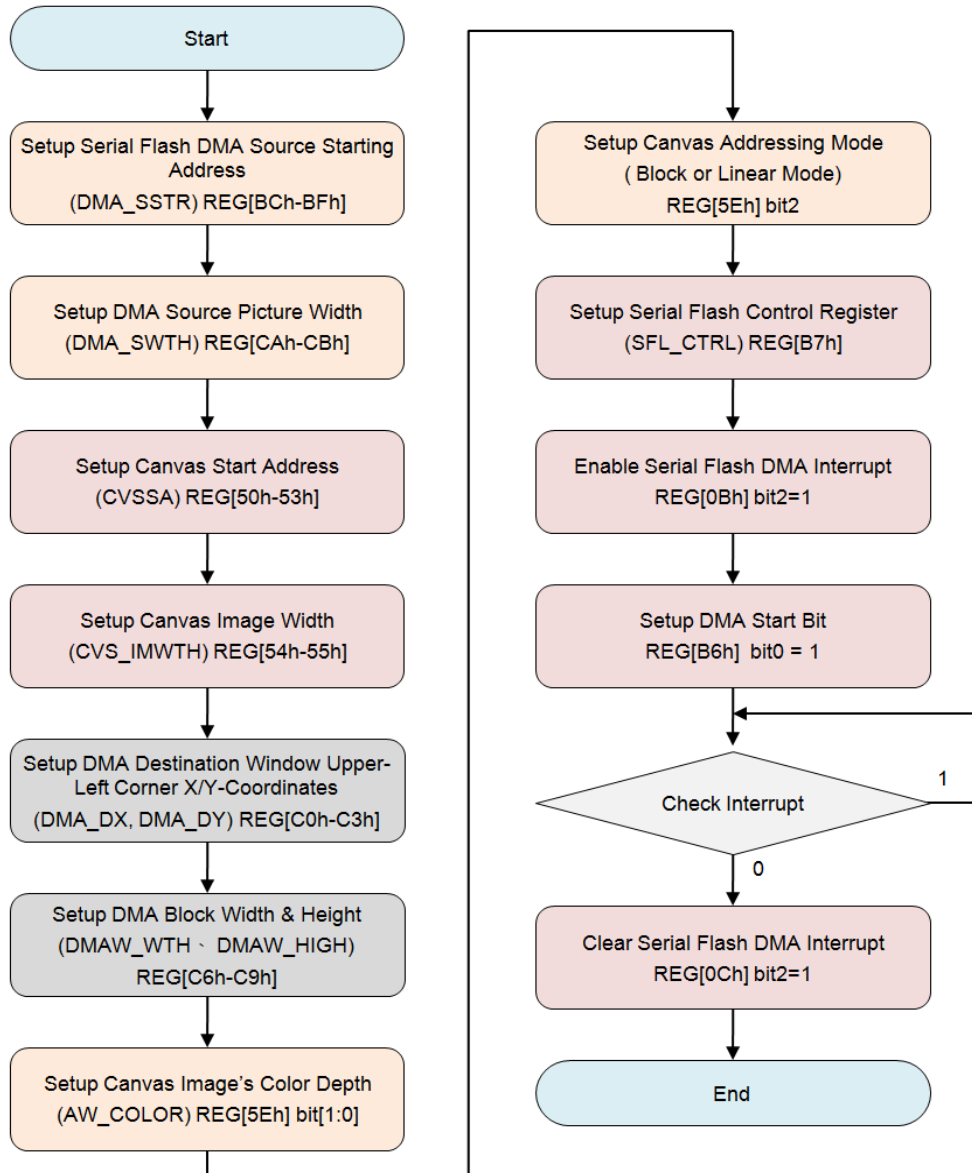 Start
Setup Serial Flash DMA Source Starting
Address
(DMA_SSTR) REG[BCh-BFh]
Setup DMA Source Picture Width
(DMA_SWTH) REG[CAh-CBh]
Setup Canvas Start Address
(CVSSA) REG[50h-53h]
Setup Canvas Image Width
(CVS_IMWTH) REG[54h-55h]
Setup DMA Destination Window Upper-
Left Corner X/Y-Coordinates
(DMA_DX, DMA_DY) REG[C0h-C3h]
Setup DMA Block Width & Height
(DMAW_WTH、 DMAW_HIGH)
REG[C6h-C9h]
Setup Canvas Image's Color Depth
(AW_COLOR) REG[5Eh] bit[1:0]
Setup Canvas Addressing Mode
( Block or Linear Mode)
REG[5Eh] bit2
Setup Serial Flash Control Register
(SFL_CTRL) REG[B7h]
Enable Serial Flash DMA Interrupt
REG[0Bh] bit2=1
Setup DMA Start Bit
REG[B6h] bit0 = 1
Check Interrupt
1
0
Clear Serial Flash DMA Interrupt
REG[0Ch] bit2=1
End